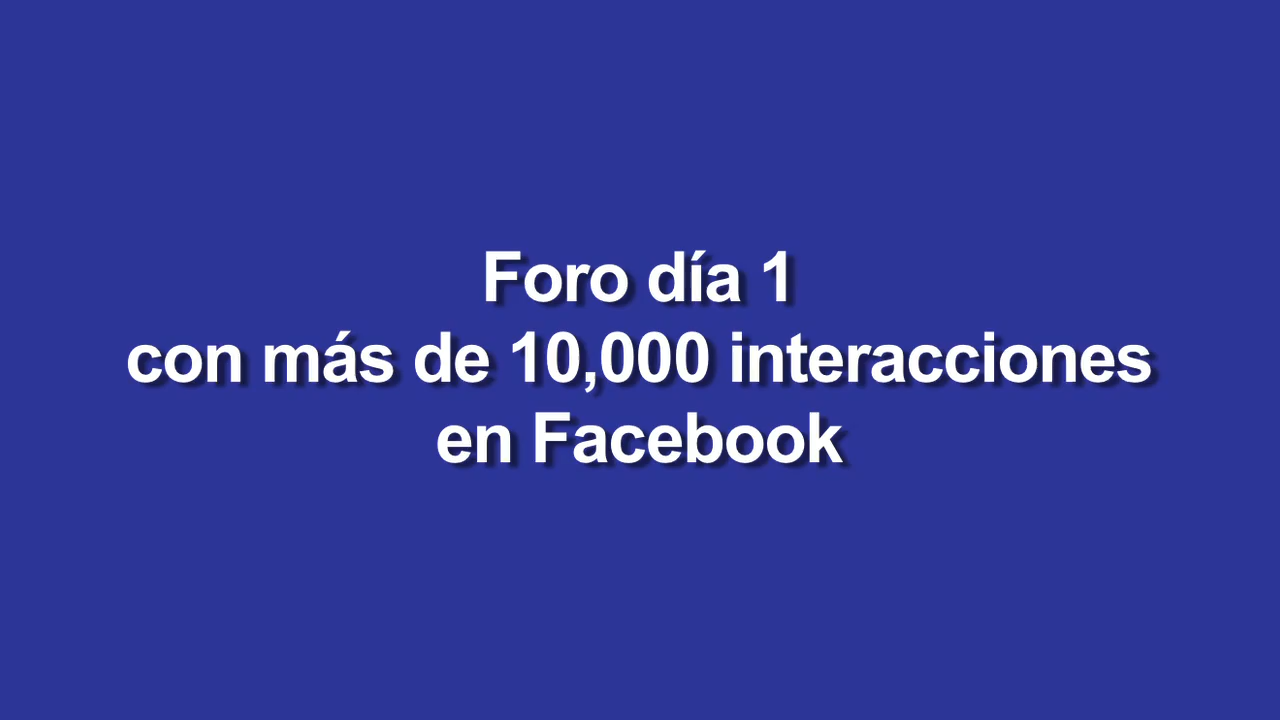 Foro día 1
con más de 10,000 interacciones
en Facebook